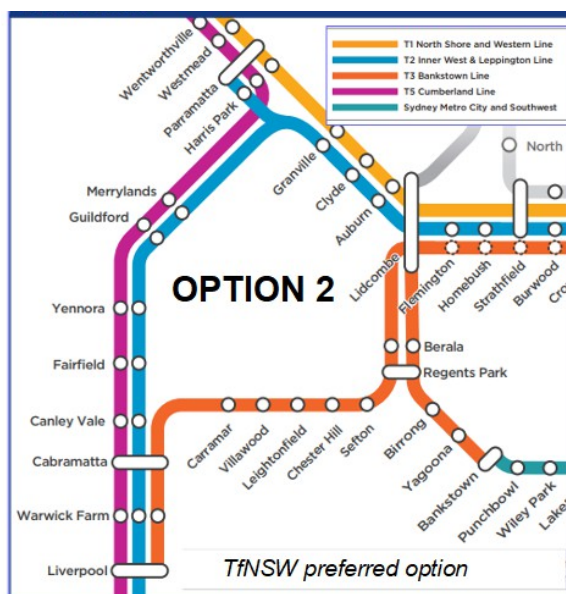 T1 North Shore and Western Line
T2 Inner West & Leppington Line
T3 Bankstown Line
T5 Cumberland Line
Sydney Metro City and Southwest
Wentworthville
Westmead
Parramatta
Harris Park
North
Granville
Clyde
Auburn
Merrylands
Guildford
Lidcombe
Flemington
Homebush
Strathfield
Burwood
Cro
OPTION 2
Yennora
Fairfield
Berala
Regents Park
Canley Vale
Cabramatta
Carramar
Villawood
Leightonfield
Chester Hill
Sefton
Birrong
Yagoona
Bankstown
Punchbowl
Wiley Park
Lake
Warwick Farm
Liverpool
TfNSW preferred option